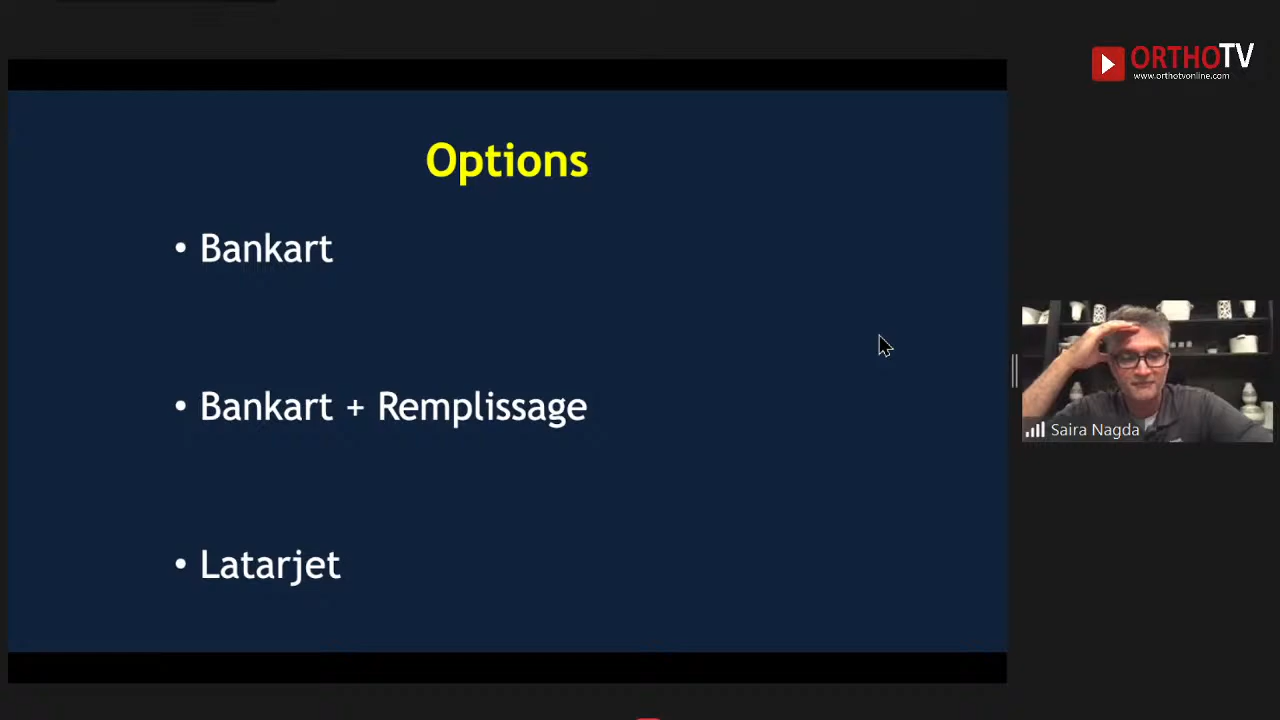 ORTHOTV
www.orthotvonline.com
Options
• Bankart
• Bankart + Remplissage
• Latarjet
Saira Nagda